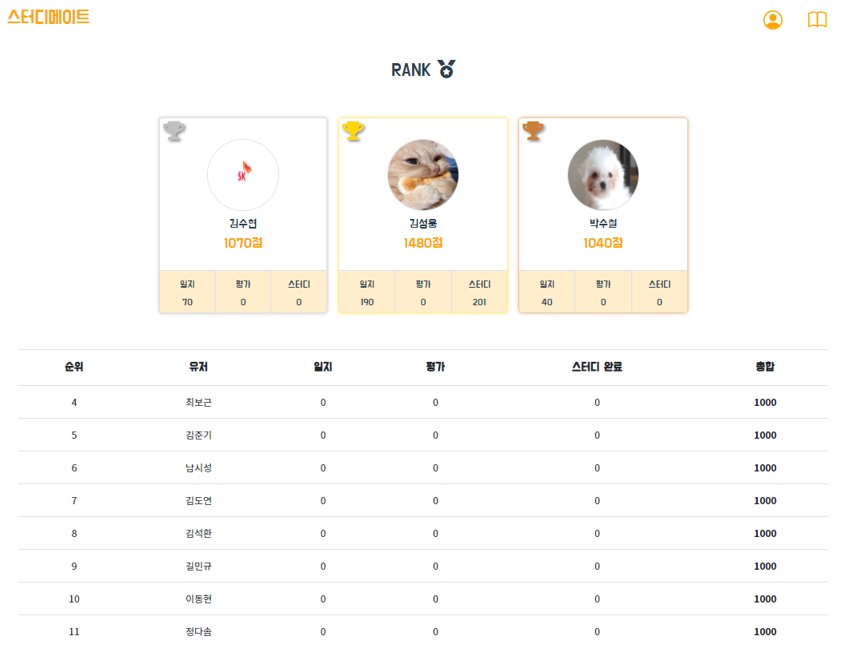 스터디메이트
RANK
SK
김수현
1070점
일지 평가 스터디
70 0 0
김성웅
1480점
일지 평가 스터디
190 0 201
박수철
1040점
일지 평가 스터디
40 0 0
순위 유저 일지 평가 스터디 완료 총합
4 최보근 0 0 0 1000
5 김준기 0 0 0 1000
6 남시성 0 0 0 1000
7 김도연 0 0 0 1000
8 김석환 0 0 0 1000
9 길민규 0 0 0 1000
10 이동현 0 0 0 1000
11 정다솜 0 0 0 1000